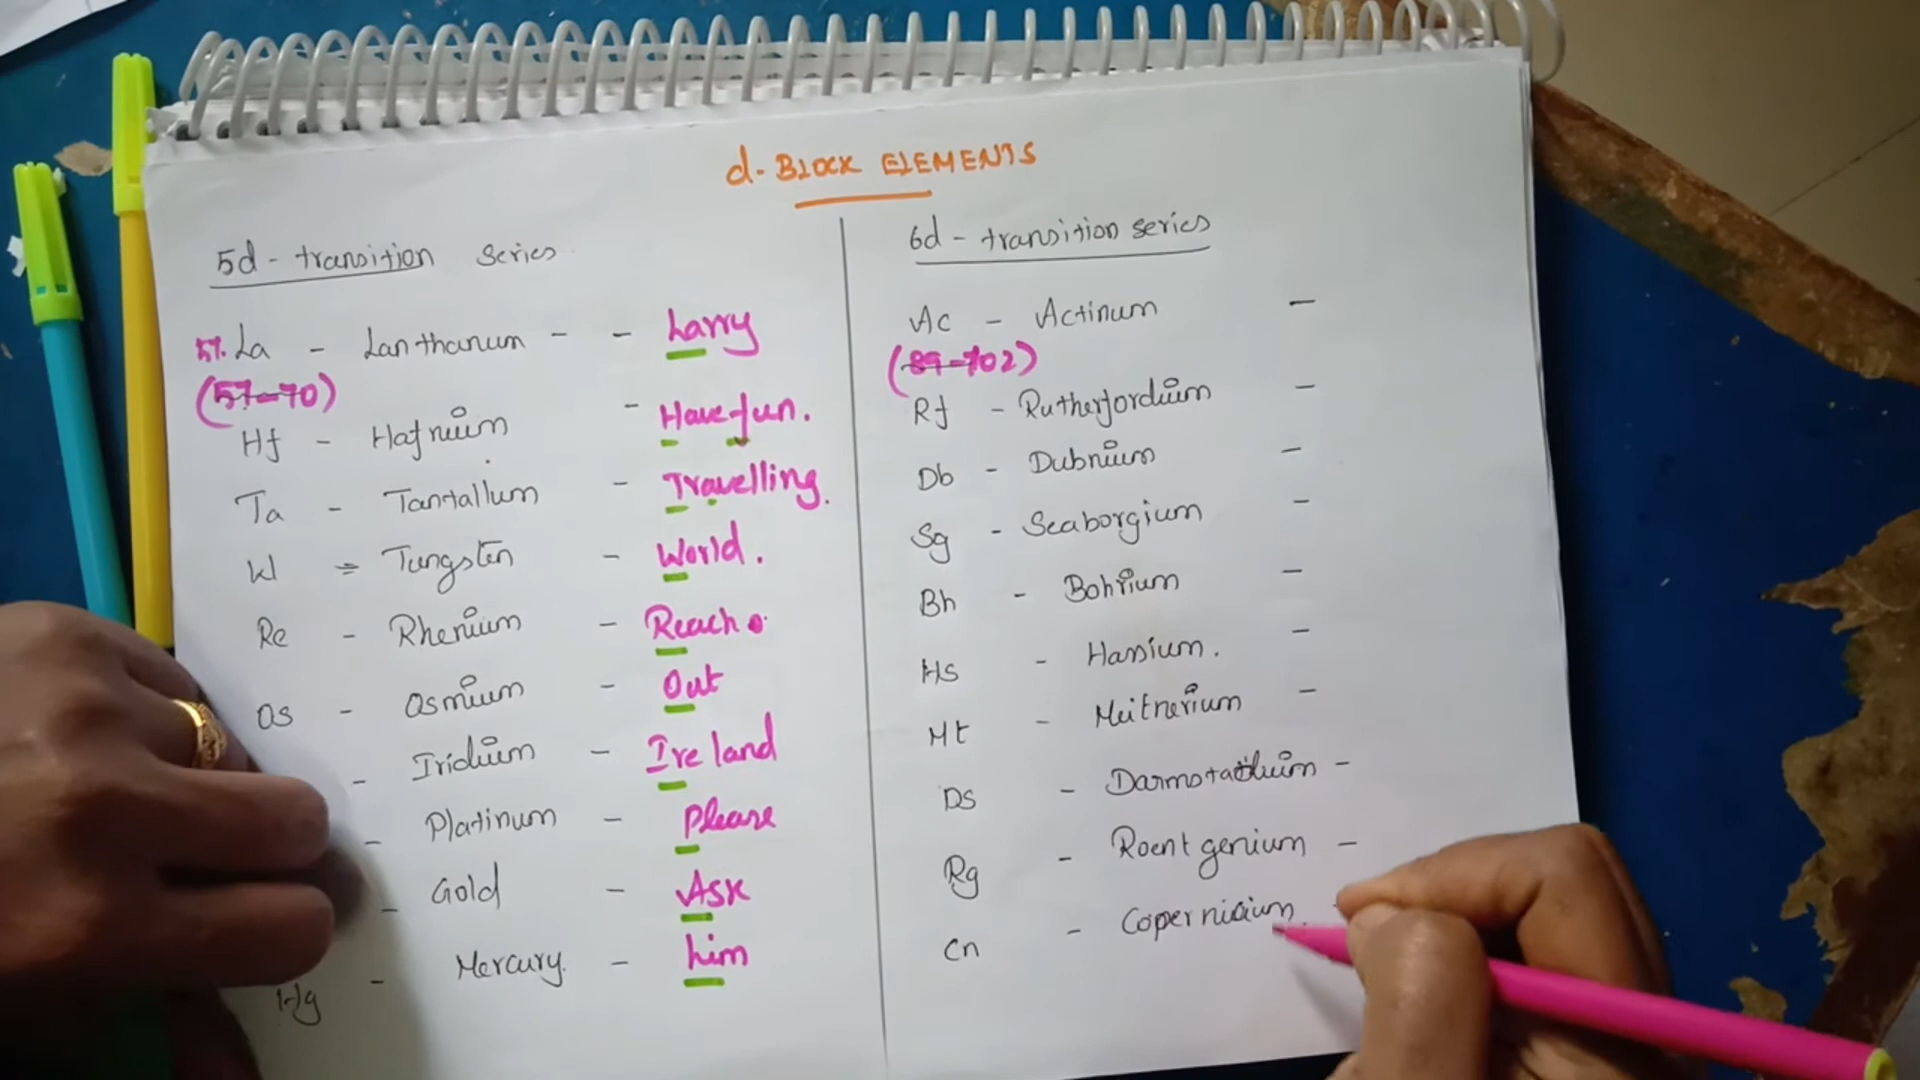 d-BLOCK ELEMENTS
5d - transition series
57. La - Lanthanum - - Larry
(57-70)
Hf - Hafnium - Have fun.
Ta - Tantallum - Travelling.
W = Tungsten - World.
Re - Rhenium - Reach
Os - Osmium - Out
- Iridium - Ireland
- Platinum - Please
- Gold - Ask
Hg - Mercury. - him
6d - transition series
Ac - Actinum -
(89-102)
Rf - Rutherfordium -
Db - Dubnium -
Sg - Seaborgium -
Bh - Bohrium -
Hs - Hassium. -
Mt - Meitnerium -
Ds - -
Rg - Roentgenium -
Cn - Copernicium